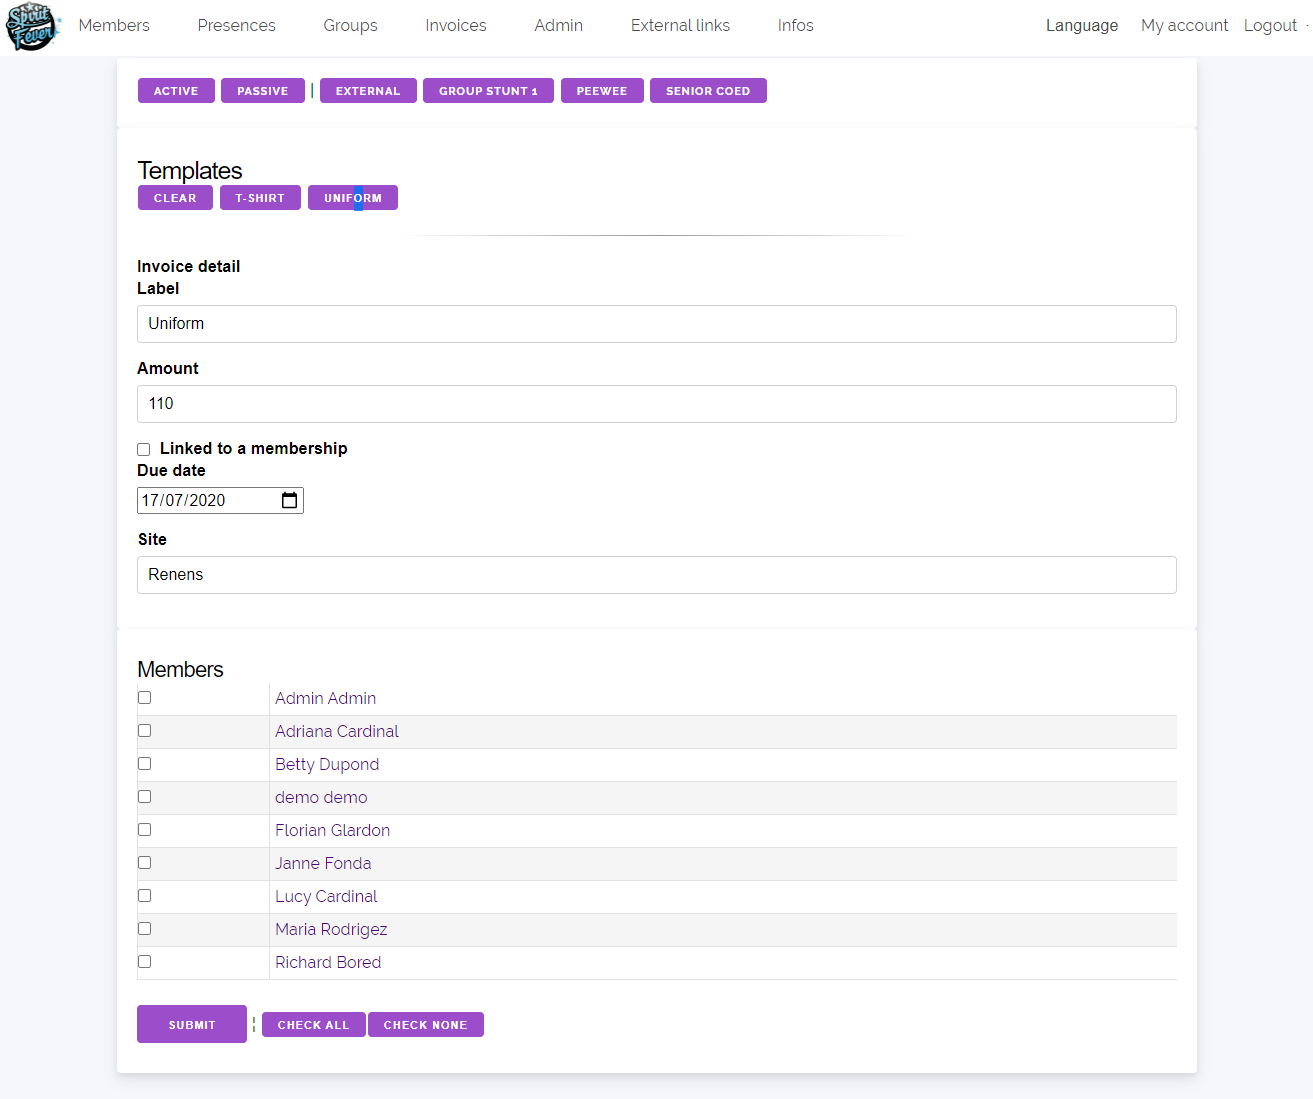 Spirit Fever Members Presences Groups Invoices Admin External links Infos Language My account Logout
ACTIVE PASSIVE | EXTERNAL GROUP STUNT 1 PEEWEE SENIOR COED
Templates
CLEAR T-SHIRT UNIFORM
Invoice detail
Label
Uniform
Amount
110
Linked to a membership
Due date
17/07/2020
Site
Renens
Members
Admin Admin
Adriana Cardinal
Betty Dupond
demo demo
Florian Glardon
Janne Fonda
Lucy Cardinal
Maria Rodrigez
Richard Bored
SUBMIT ¦ CHECK ALL CHECK NONE